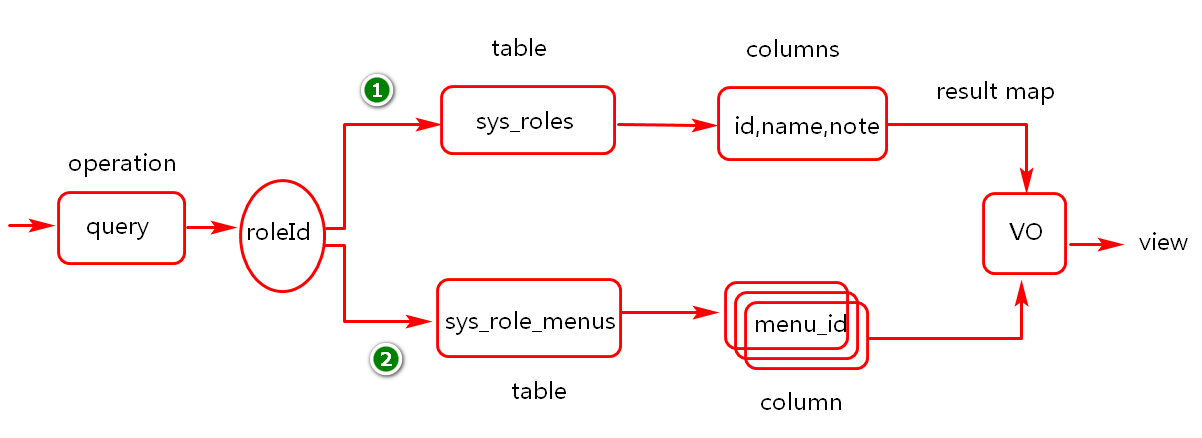 table
columns
1
result map
sys_roles
id,name,note
operation
query
roleId
VO
view
sys_role_menus
menu_id
2
table
column